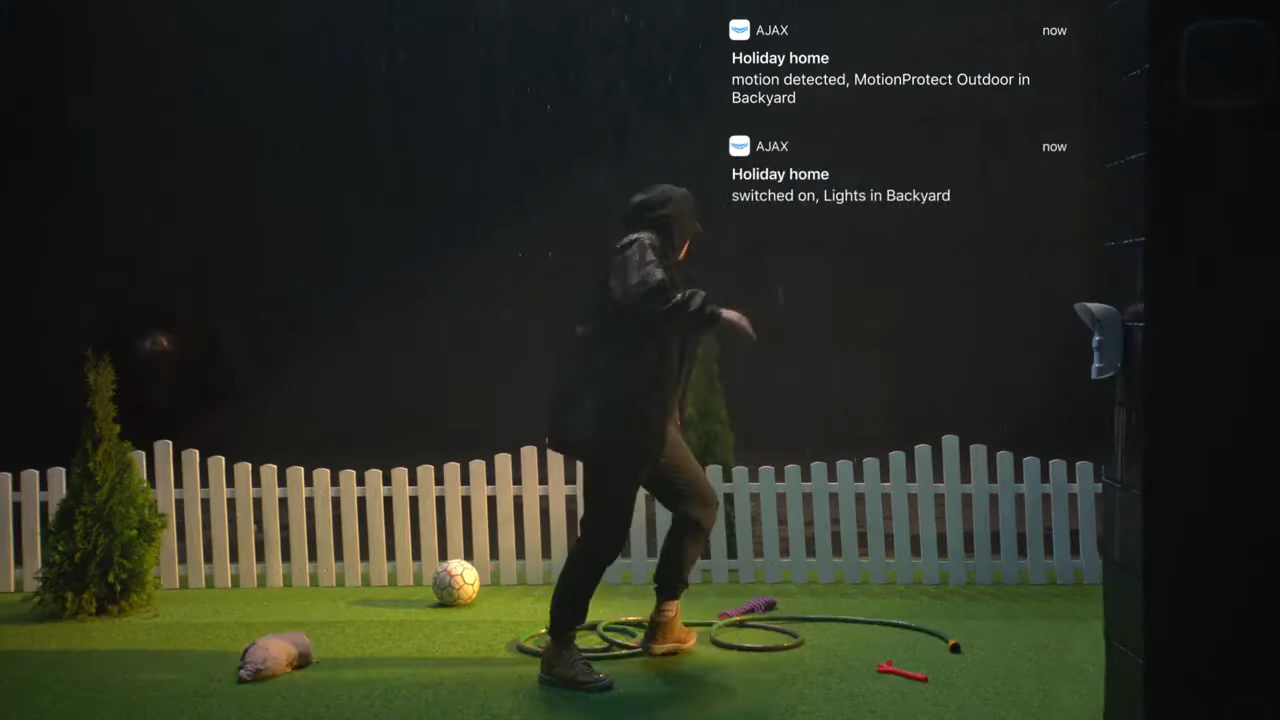 AJAX now
Holiday home
motion detected, MotionProtect Outdoor in
Backyard
AJAX now
Holiday home
switched on, Lights in Backyard